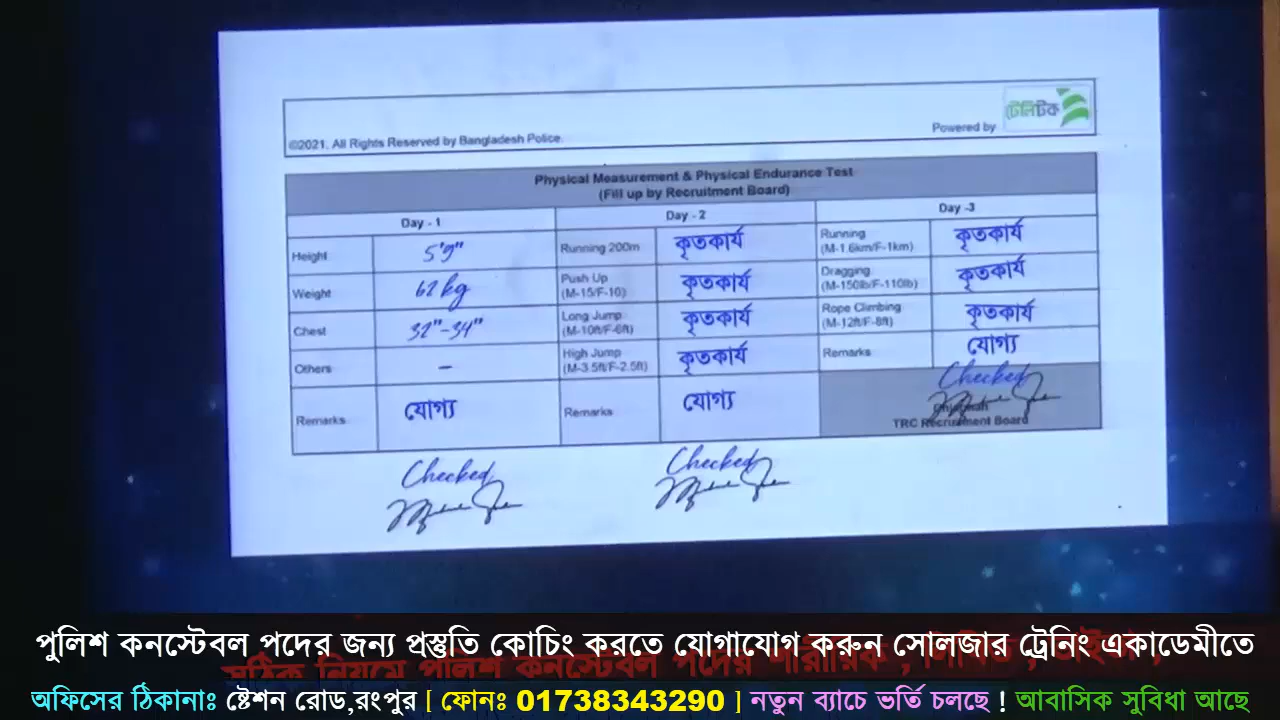 ©2021. All Rights Reserved by Bangladesh Police.
Powered by টেলিটক
Physical Measurement & Physical Endurance Test
(Fill up by Recruitment Board)
Day - 1 Day - 2 Day -3
Height 5'9" Running 200m কৃতকার্য Running (M-1.6km/F-1km) কৃতকার্য
Weight 62 kg Push Up (M-15/F-10) কৃতকার্য Dragging (M-150lb/F-110lb) কৃতকার্য
Chest 32"-34" Long Jump (M-10ft/F-6ft) কৃতকার্য Rope Climbing (M-12ft/F-8ft) কৃতকার্য
Others – High Jump (M-3.5ft/F-2.5ft) কৃতকার্য Remarks যোগ্য
Remarks যোগ্য Remarks যোগ্য Checked
TRC Recruitment Board
Checked Checked
পুলিশ কনস্টেবল পদের জন্য প্রস্তুতি কোচিং করতে যোগাযোগ করুন সোলজার ট্রেনিং একাডেমীতে
সঠিক নিয়মে পুলিশ কনস্টেবল পদের শারীরিক, লিখিত,
অফিসের ঠিকানাঃ ষ্টেশন রোড,রংপুর [ ফোনঃ 01738343290 ] নতুন ব্যাচে ভর্তি চলছে ! আবাসিক সুবিধা আছে